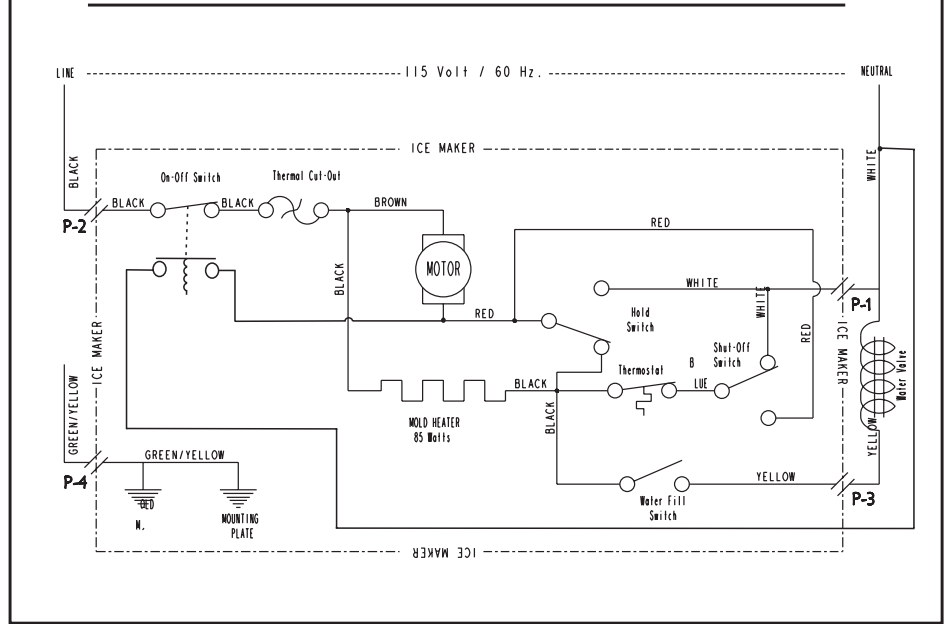 LINE
115 Volt / 60 Hz.
NEUTRAL
BLACK
ICE MAKER
WHITE
On-Off Switch
Thermal Cut-Out
BLACK
BLACK
BROWN
P-2
RED
MOTOR
BLACK
WHITE
WHITE
P-1
RED
Hold
Switch
RED
ICE MAKER
ICE MAKER
Shut-Off
Switch
Thermostat
B
LUE
Water Valve
BLACK
MOLD HEATER
85 Watts
BLACK
GREEN/YELLOW
YELLOW
GREEN/YELLOW
P-4
YELLOW
P-3
OLD
M.
MOUNTING
PLATE
Water Fill
Switch
ICE MAKER